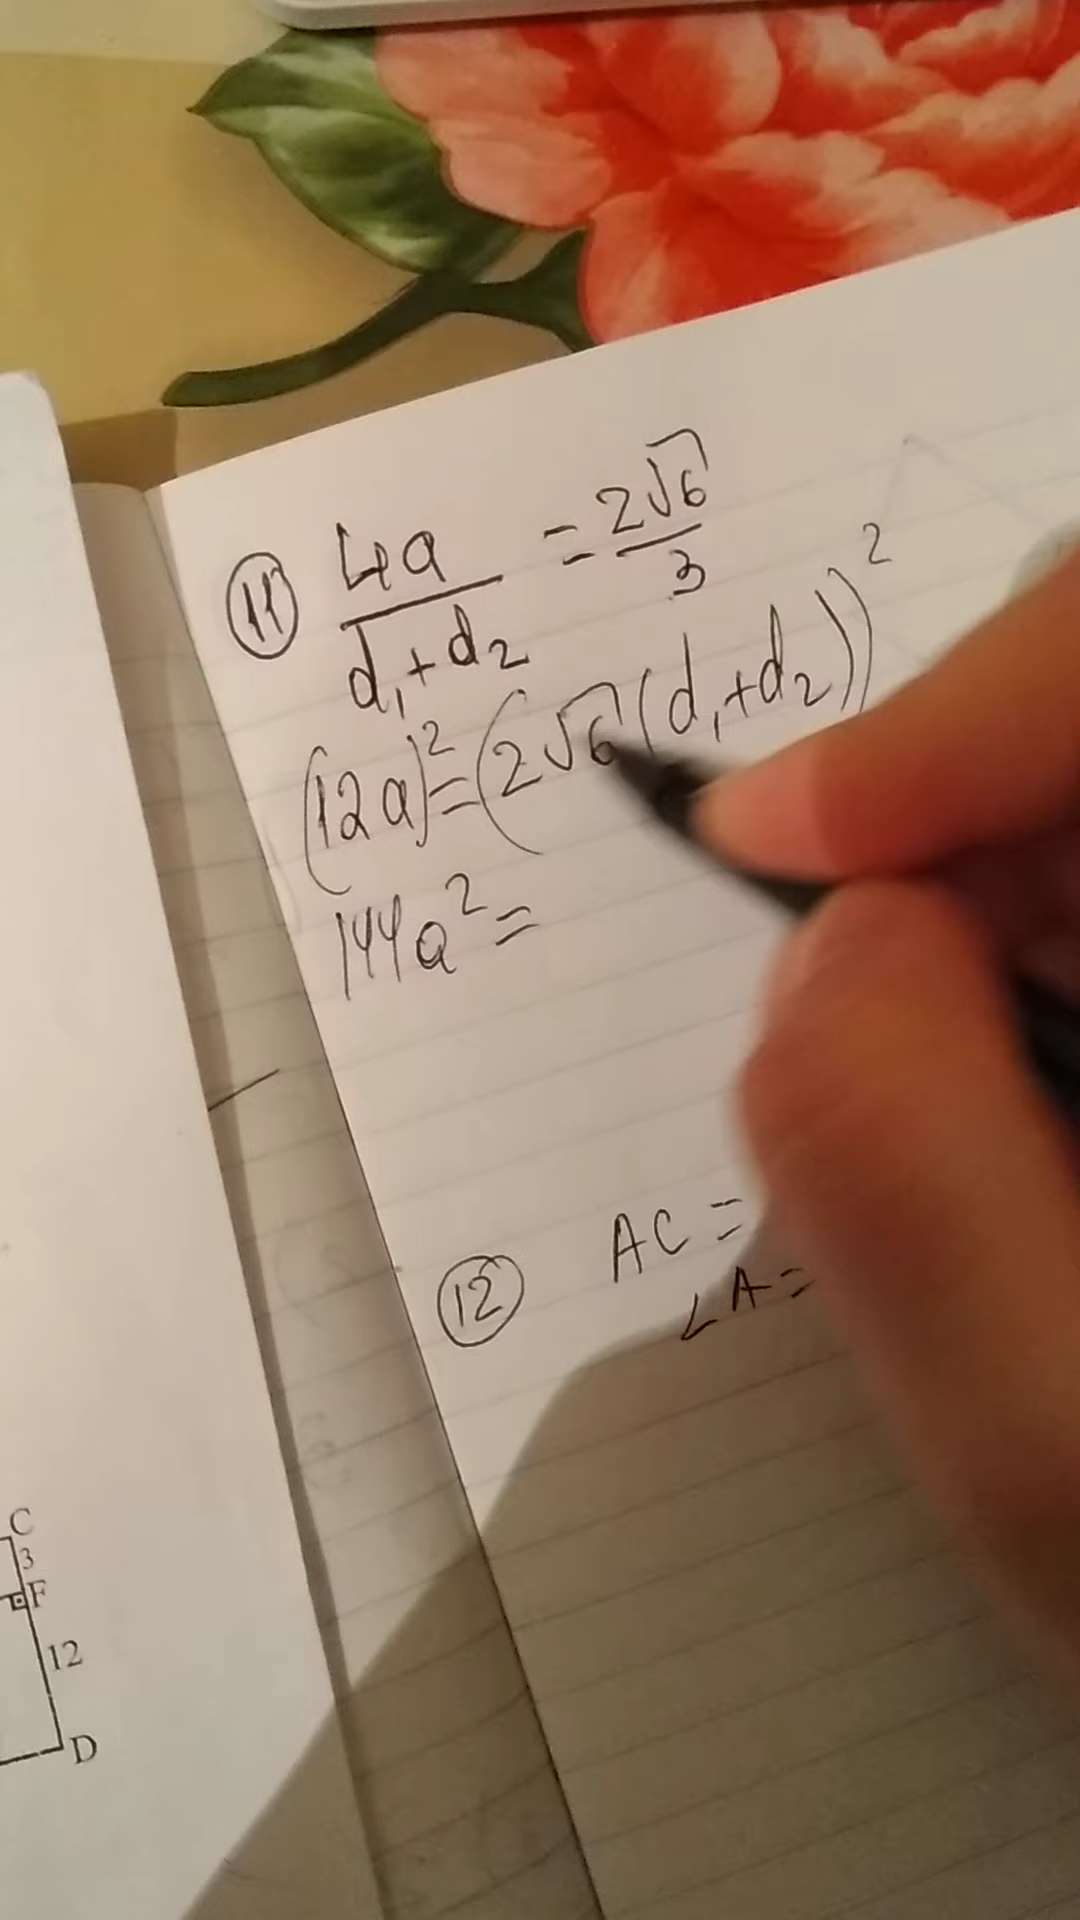 11 4a / d₁+d₂ = 2√6 / 3
(12a)² = (2√6(d₁+d₂))²
144a² =
12 AC =
∠A =
C
3
F
12
D